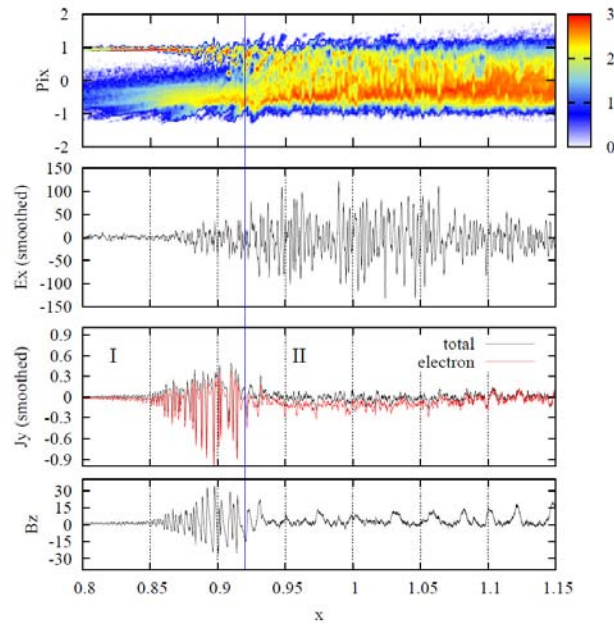 2
1
0
-1
-2
Pix
3
2
1
0
150
100
50
0
-50
-100
-150
Ex (smoothed)
0.9
0.6
0.3
0
-0.3
-0.6
-0.9
Jy (smoothed)
I
II
total
electron
30
15
0
-15
-30
Bz
0.8 0.85 0.9 0.95 1 1.05 1.1 1.15
x